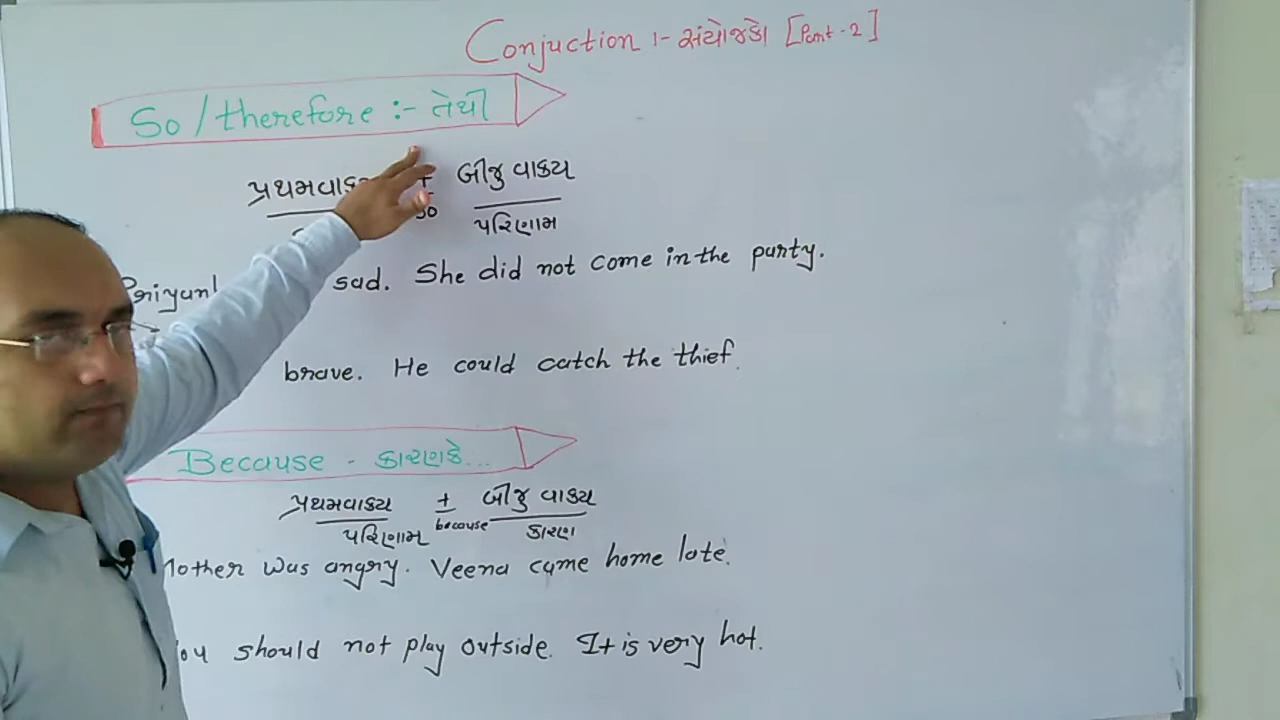 Conjuction :- સંયોજકો [Part-2]
So / therefore :- તેથી
+ બીજુ વાક્ય
so પરિણામ
sad. She did not come in the party.
brave. He could catch the thief.
Because - કારણકે...
પ્રથમવાક્ય + બીજુ વાક્ય
પરિણામ because કારણ
Mother was angry. Veena came home late.
You should not play outside. It is very hot.